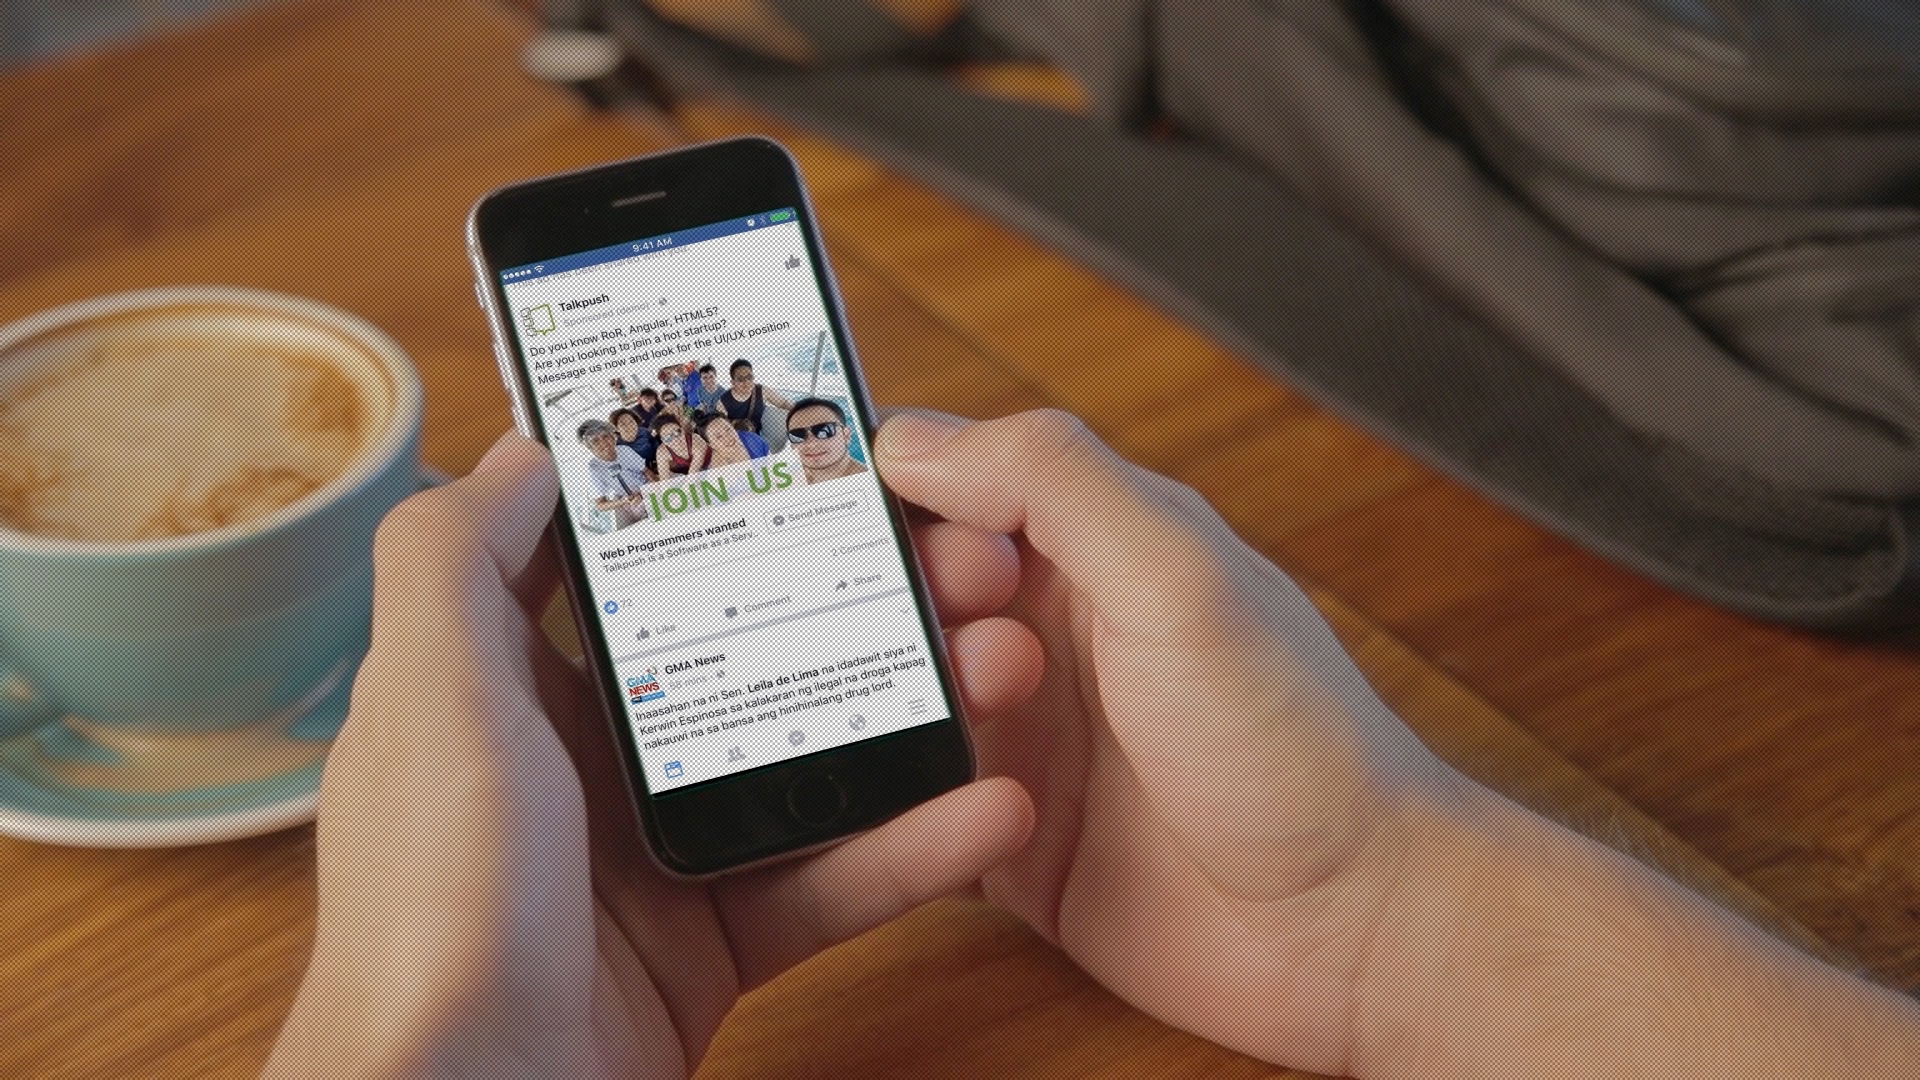 9:41 AM
Talkpush
Sponsored (demo)
Do you know RoR, Angular, HTML5?
Are you looking to join a hot startup?
Message us now and look for the UI/UX position
JOIN US
Web Programmers wanted
Send Message
Talkpush is a Software as a Serv..
2 Comments
72
Like
Comment
Share
GMA News
GMA
NEWS
56 mins
Inaasahan na ni Sen. Leila de Lima na idadawit siya ni
Kerwin Espinosa sa kalakaran ng ilegal na droga kapag
nakauwi na sa bansa ang hinihinalang drug lord.